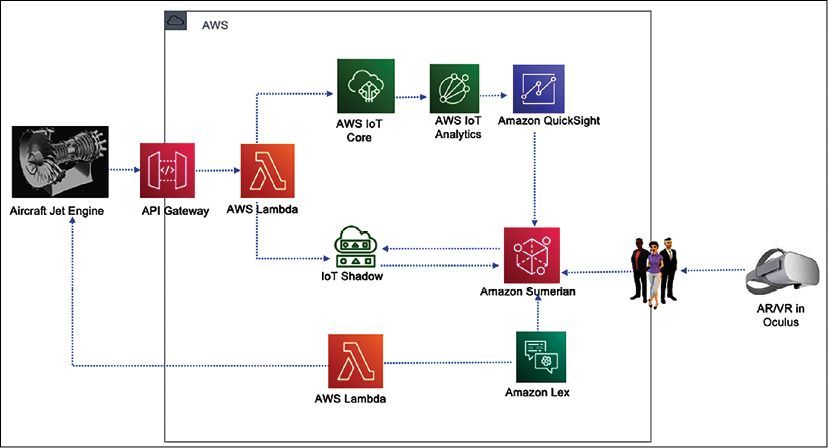 AWS
AWS IoT
Core
AWS IoT
Analytics
Amazon QuickSight
Aircraft Jet Engine
API Gateway
AWS Lambda
IoT Shadow
Amazon Sumerian
AR/VR in
Oculus
AWS Lambda
Amazon Lex